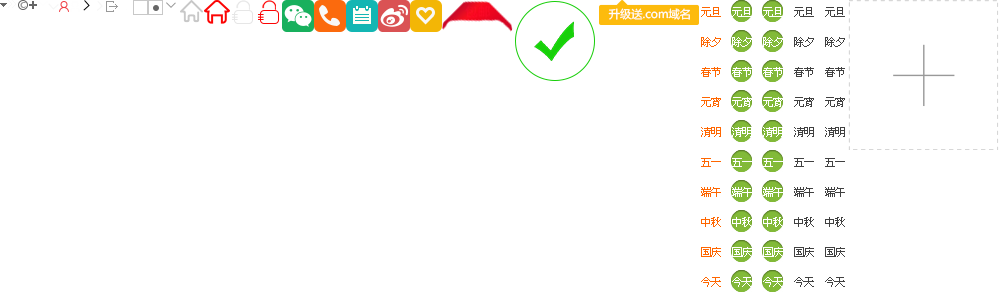 升级送.com域名
元旦 元旦 元旦 元旦 元旦
除夕 除夕 除夕 除夕 除夕
春节 春节 春节 春节 春节
元宵 元宵 元宵 元宵 元宵
清明 清明 清明 清明 清明
五一 五一 五一 五一 五一
端午 端午 端午 端午 端午
中秋 中秋 中秋 中秋 中秋
国庆 国庆 国庆 国庆 国庆
今天 今天 今天 今天 今天